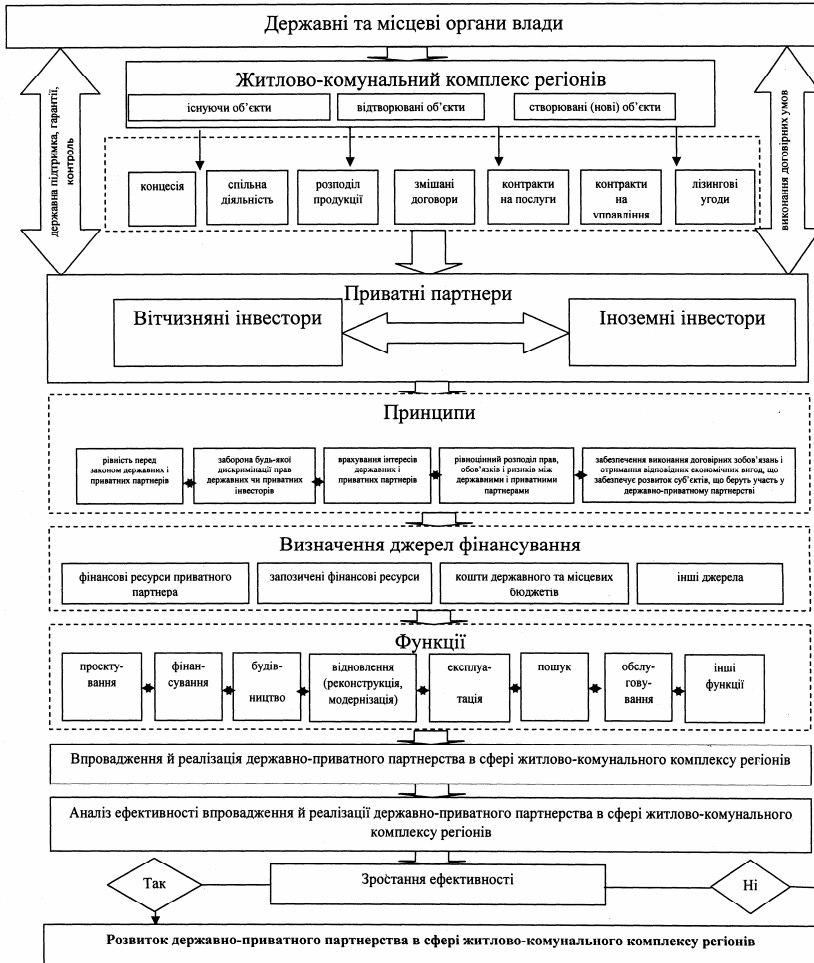 Державні та місцеві органи влади
Житлово-комунальний комплекс регіонів
існуючи об’єкти
відтворювані об’єкти
створювані (нові) об’єкти
державна підтримка, гарантії,
контроль
виконання договірних умов
концесія
спільна
діяльність
розподіл
продукції
змішані
договори
контракти
на послуги
контракти
на
управління
лізингові
угоди
Приватні партнери
Вітчизняні інвестори
Іноземні інвестори
Принципи
рівність перед
законом державних і
приватних партнерів
заборона будь-якої
дискримінації прав
державних чи приватних
інвесторів
врахування інтересів
державних і
приватних партнерів
рівноцінний розподіл прав,
обов’язків і ризиків між
державними і приватними
партнерами
забезпечення виконання договірних зобов’язань і
отримання відповідних економічних вигод, що
забезпечує розвиток суб’єктів, що беруть участь у
державно-приватному партнерстві
Визначення джерел фінансування
фінансові ресурси приватного
партнера
запозичені фінансові ресурси
кошти державного та місцевих
бюджетів
інші джерела
Функції
проєкту-
вання
фінан-
сування
будів-
ництво
відновлення
(реконструкція,
модернізація)
експлуа-
тація
пошук
обслу-
гову-
вання
інші
функції
Впровадження й реалізація державно-приватного партнерства в сфері житлово-комунального комплексу регіонів
Аналіз ефективності впровадження й реалізації державно-приватного партнерства в сфері житлово-комунального
комплексу регіонів
Так
Зростання ефективності
Ні
Розвиток державно-приватного партнерства в сфері житлово-комунального комплексу регіонів